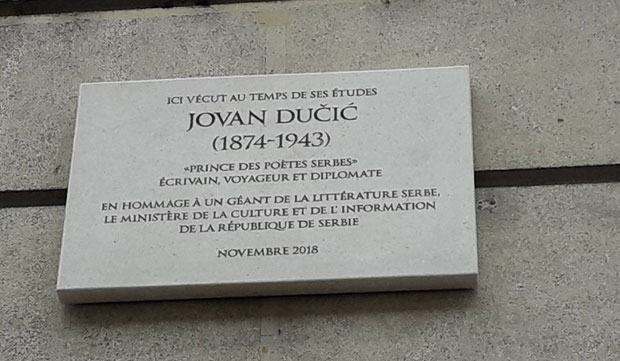 ICI VÉCUT AU TEMPS DE SES ÉTUDES
JOVAN DUČIĆ
(1874-1943)
«PRINCE DES POÈTES SERBES»
ÉCRIVAIN, VOYAGEUR ET DIPLOMATE
EN HOMMAGE À UN GÉANT DE LA LITTÉRATURE SERBE,
LE MINISTÈRE DE LA CULTURE ET DE L' INFORMATION
DE LA RÉPUBLIQUE DE SERBIE
NOVEMBRE 2018